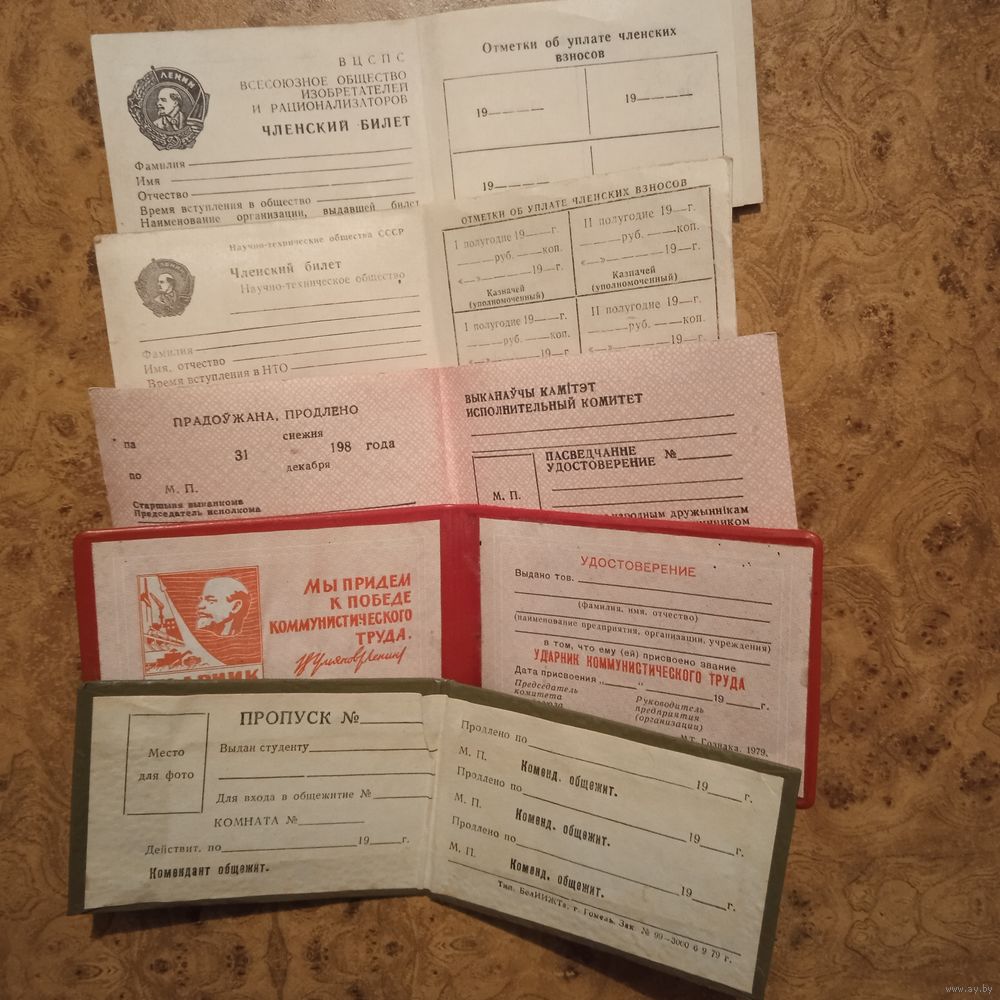 ЛЕНИН
В Ц С П С
ВСЕСОЮЗНОЕ ОБЩЕСТВО
ИЗОБРЕТАТЕЛЕЙ
И РАЦИОНАЛИЗАТОРОВ
ЧЛЕНСКИЙ БИЛЕТ
Фамилия
Имя
Отчество
Время вступления в общество
Наименование организации, выдавшей билет
Отметки об уплате членских
взносов
19
19
19
Научно-технические общества СССР
Членский билет
Научно-техническое общество
Фамилия
Имя, отчество
Время вступления в НТО
ОТМЕТКИ ОБ УПЛАТЕ ЧЛЕНСКИХ ВЗНОСОВ
I полугодие 19 г.
руб. коп.
« » 19 г.
Казначей
(уполномоченный)
II полугодие 19 г.
руб. коп.
« » 19 г.
Казначей
(уполномоченный)
I полугодие 19 г.
руб. коп.
« » 19 г.
II полугодие 19 г.
руб. коп.
« » 19 г.
ПРАДОЎЖАНА, ПРОДЛЕНО
па снежня
31 198 года
по декабря
М. П.
Старшыня выканкома
Председатель исполкома
ВЫКАНАЎЧЫ КАМІТЭТ
ИСПОЛНИТЕЛЬНЫЙ КОМИТЕТ
ПАСВЕДЧАННЕ
УДОСТОВЕРЕНИЕ №
М. П.
народным дружыннікам
МЫ ПРИДЕМ
К ПОБЕДЕ
КОММУНИСТИЧЕСКОГО
ТРУДА.
В Ульянов (Ленин)
УДАРНИК
УДОСТОВЕРЕНИЕ
Выдано тов.
(фамилия, имя, отчество)
(наименование предприятия, организации, учреждения)
в том, что ему (ей) присвоено звание
УДАРНИК КОММУНИСТИЧЕСКОГО ТРУДА
Дата присвоения „ “ 19 г.
Председатель
комитета
профсоюза
Руководитель
предприятия
(организации)
МТ Гознака. 1979.
ПРОПУСК №
Место
для фото
Выдан студенту
Для входа в общежитие №
КОМНАТА №
Действит. по 19 г.
Комендант общежит.
Продлено по 19 г.
М. П. Коменд. общежит.
Продлено по 19 г.
М. П. Коменд. общежит.
Продлено по 19 г.
М. П. Коменд. общежит.
Тип. БелИИЖТа, г. Гомель. Зак. № 99—3000 6 9 79 г.
www.ay.by